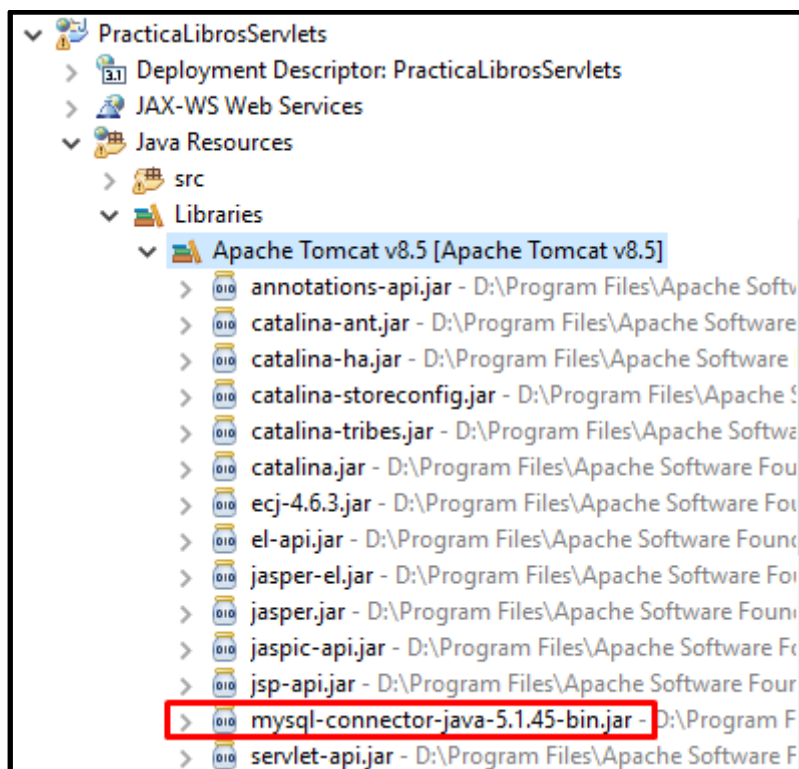 PracticaLibrosServlets
Deployment Descriptor: PracticaLibrosServlets
JAX-WS Web Services
Java Resources
src
Libraries
Apache Tomcat v8.5 [Apache Tomcat v8.5]
annotations-api.jar - D:\Program Files\Apache Softw
catalina-ant.jar - D:\Program Files\Apache Software
catalina-ha.jar - D:\Program Files\Apache Software
catalina-storeconfig.jar - D:\Program Files\Apache S
catalina-tribes.jar - D:\Program Files\Apache Softwa
catalina.jar - D:\Program Files\Apache Software Fou
ecj-4.6.3.jar - D:\Program Files\Apache Software Fou
el-api.jar - D:\Program Files\Apache Software Found
jasper-el.jar - D:\Program Files\Apache Software Fou
jasper.jar - D:\Program Files\Apache Software Found
jaspic-api.jar - D:\Program Files\Apache Software Fo
jsp-api.jar - D:\Program Files\Apache Software Four
mysql-connector-java-5.1.45-bin.jar - D:\Program F
servlet-api.jar - D:\Program Files\Apache Software F